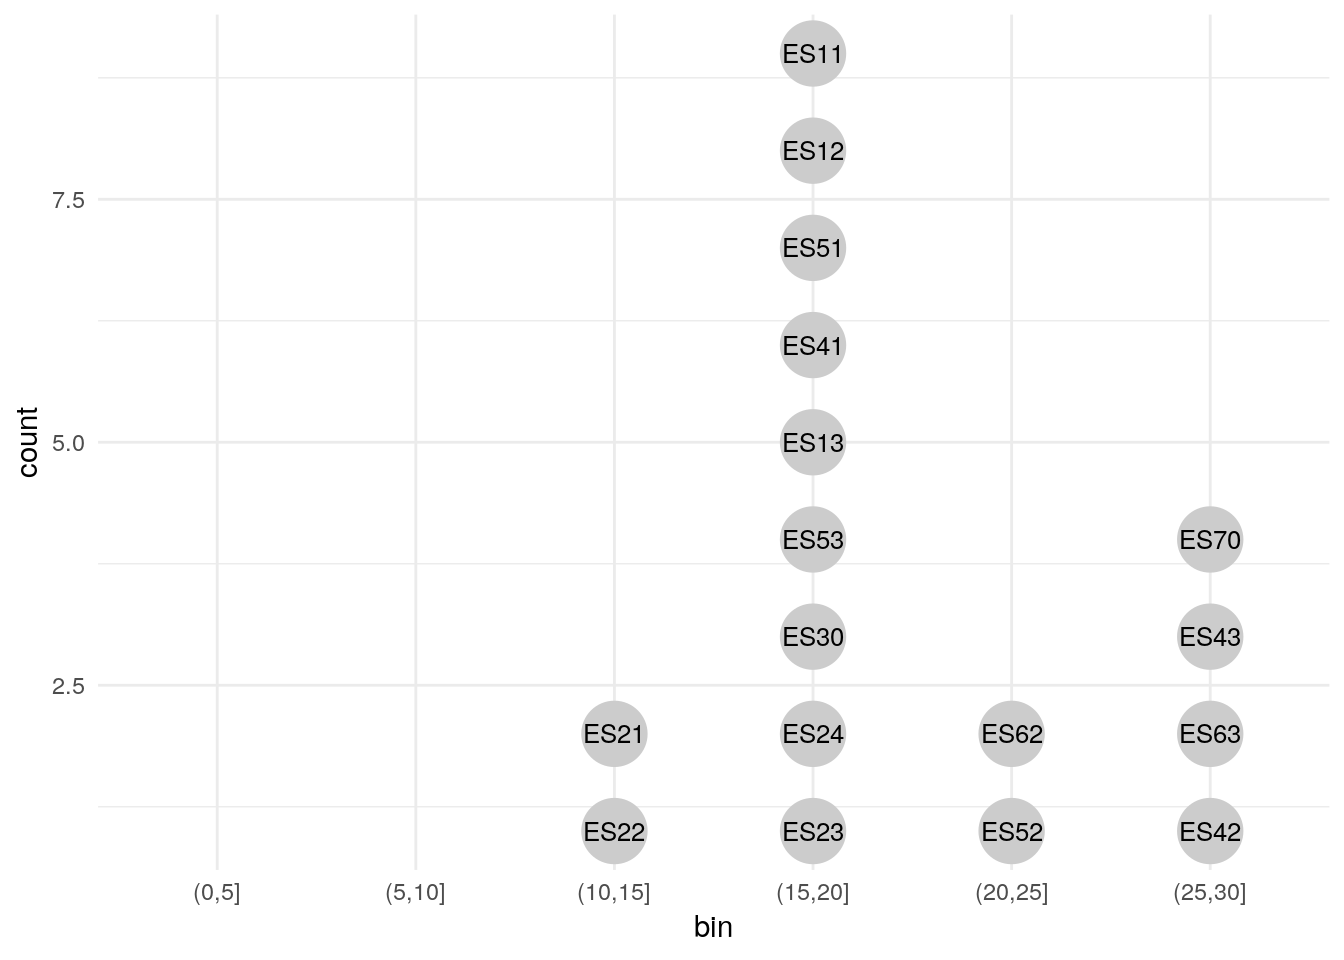 ES11
ES12
7.5
ES51
ES41
count
5.0
ES13
ES53
ES70
ES30
ES43
2.5
ES21
ES24
ES62
ES63
ES22
ES23
ES52
ES42
(0,5]
(5,10]
(10,15]
(15,20]
(20,25]
(25,30]
bin